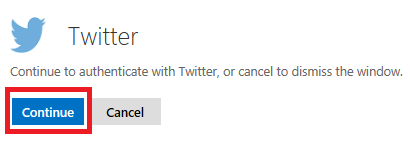 Twitter
Continue to authenticate with Twitter, or cancel to dismiss the window.
Continue Cancel